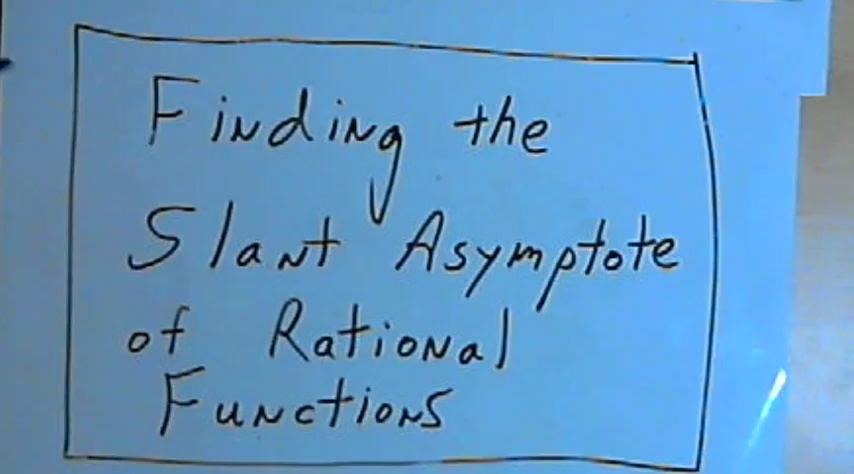 Finding the
Slant Asymptote
of Rational
Functions